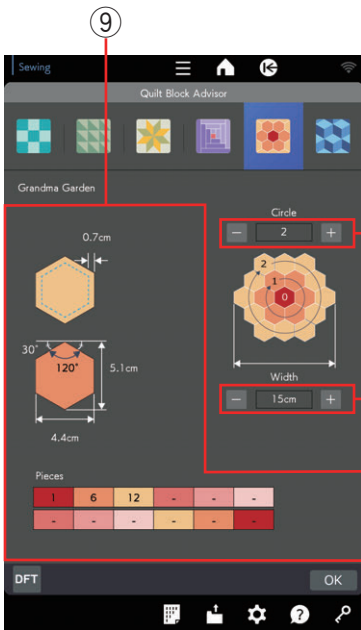 ⑨
Sewing
Quilt Block Advisor
Grandma Garden
Circle
− 2 +
0.7cm
2
1
0
30°
120°
5.1cm
4.4cm
Width
− 15cm +
Pieces
1 6 12 - - -
- - - - - -
DFT
OK
?